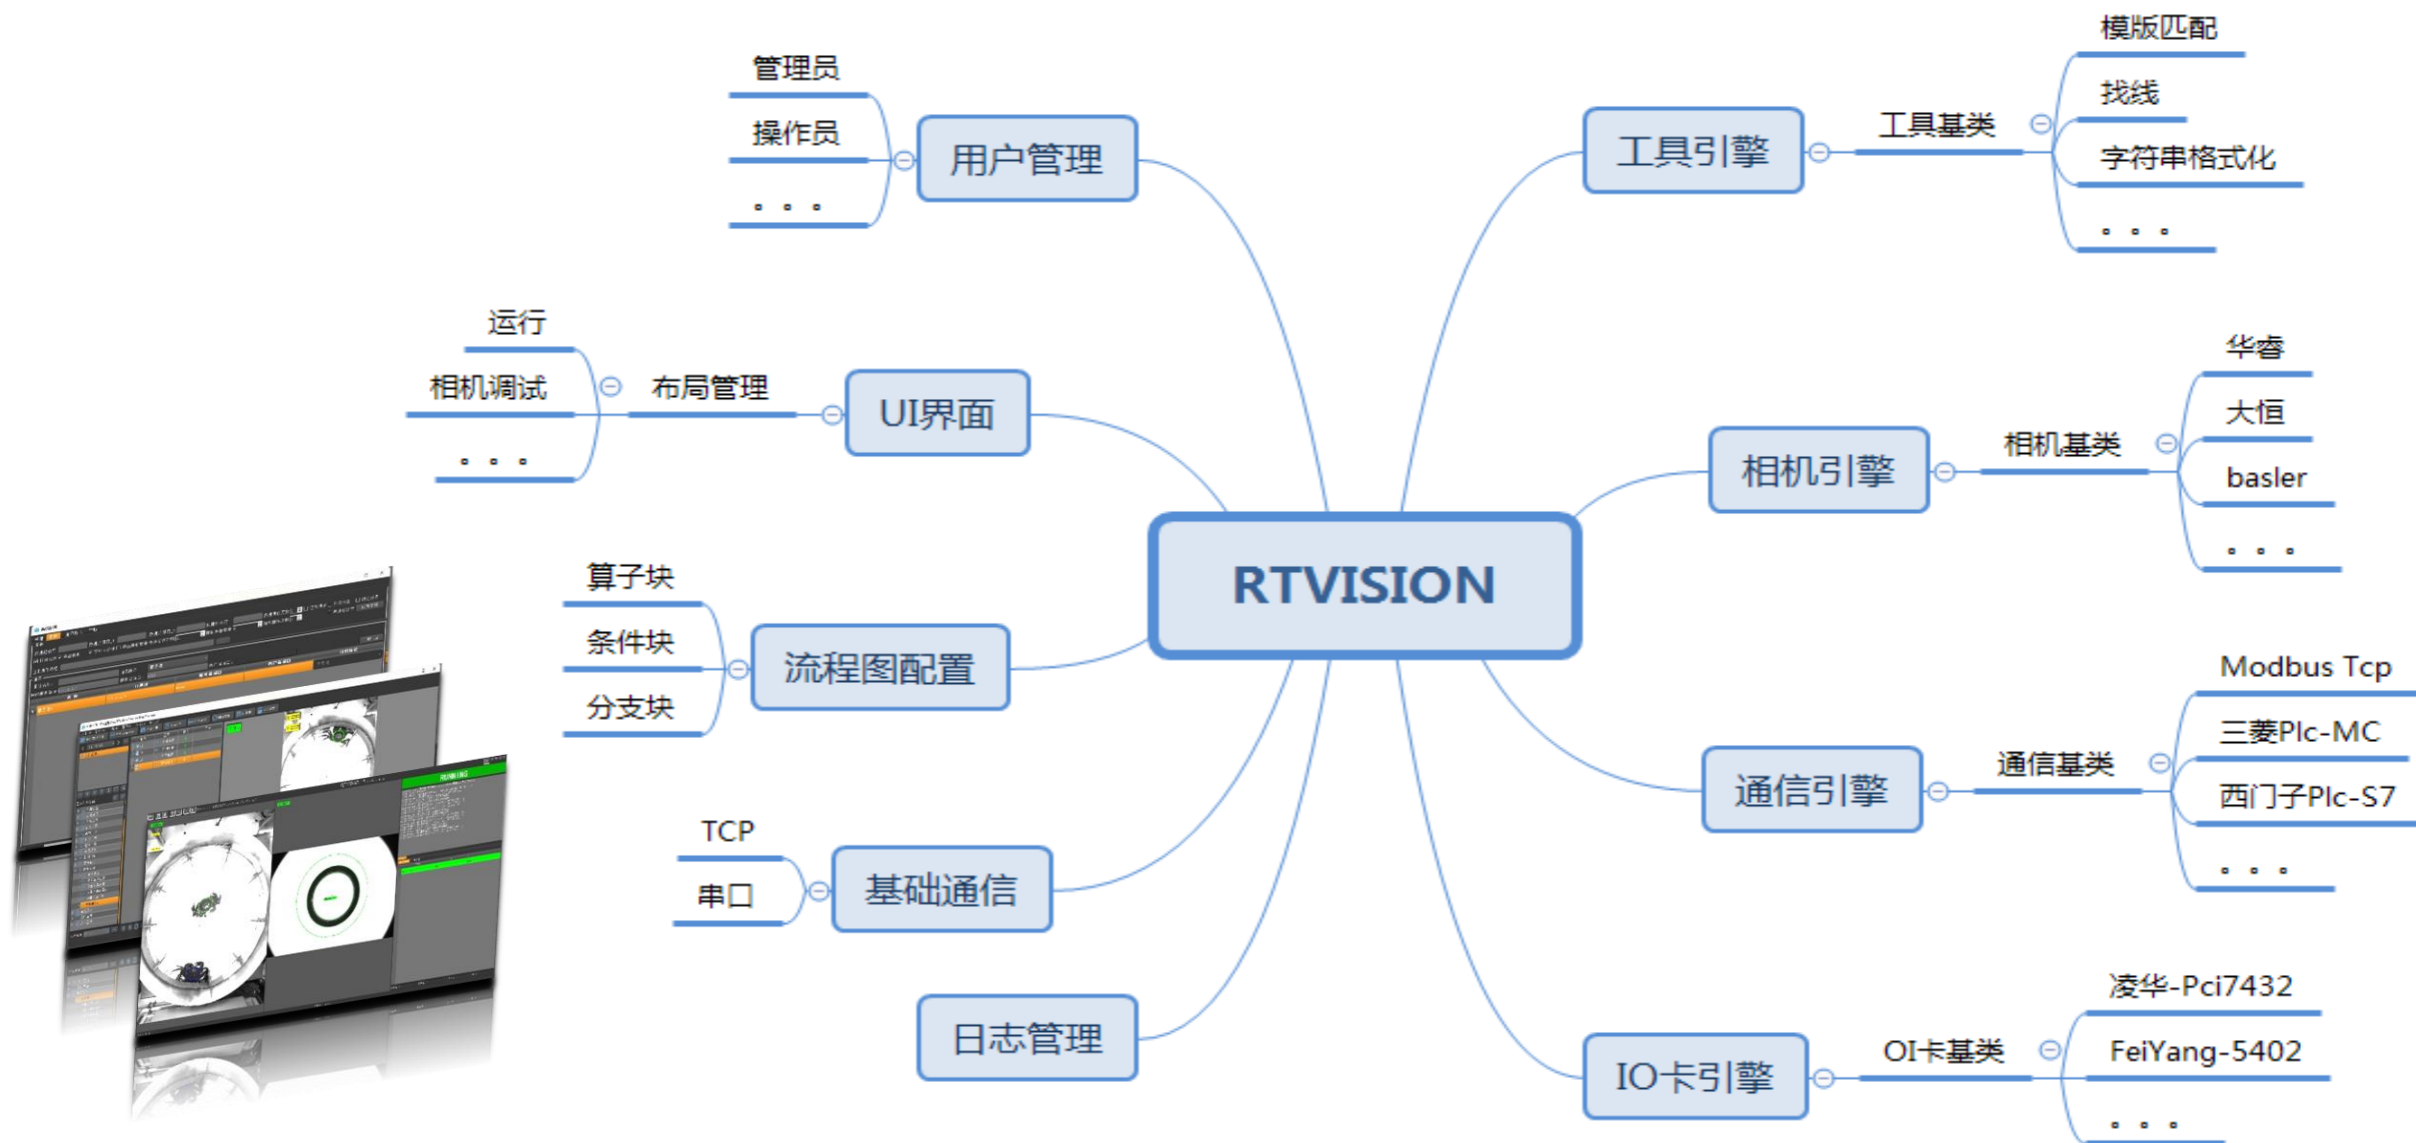 管理员
操作员
。。。
用户管理
运行
相机调试
。。。
布局管理
UI界面
算子块
条件块
分支块
流程图配置
TCP
串口
基础通信
日志管理
RTVISION
工具引擎
工具基类
模版匹配
找线
字符串格式化
。。。
相机引擎
相机基类
华睿
大恒
basler
。。。
通信引擎
通信基类
Modbus Tcp
三菱Plc-MC
西门子Plc-S7
。。。
IO卡引擎
OI卡基类
凌华-Pci7432
FeiYang-5402
。。。
RUNNING